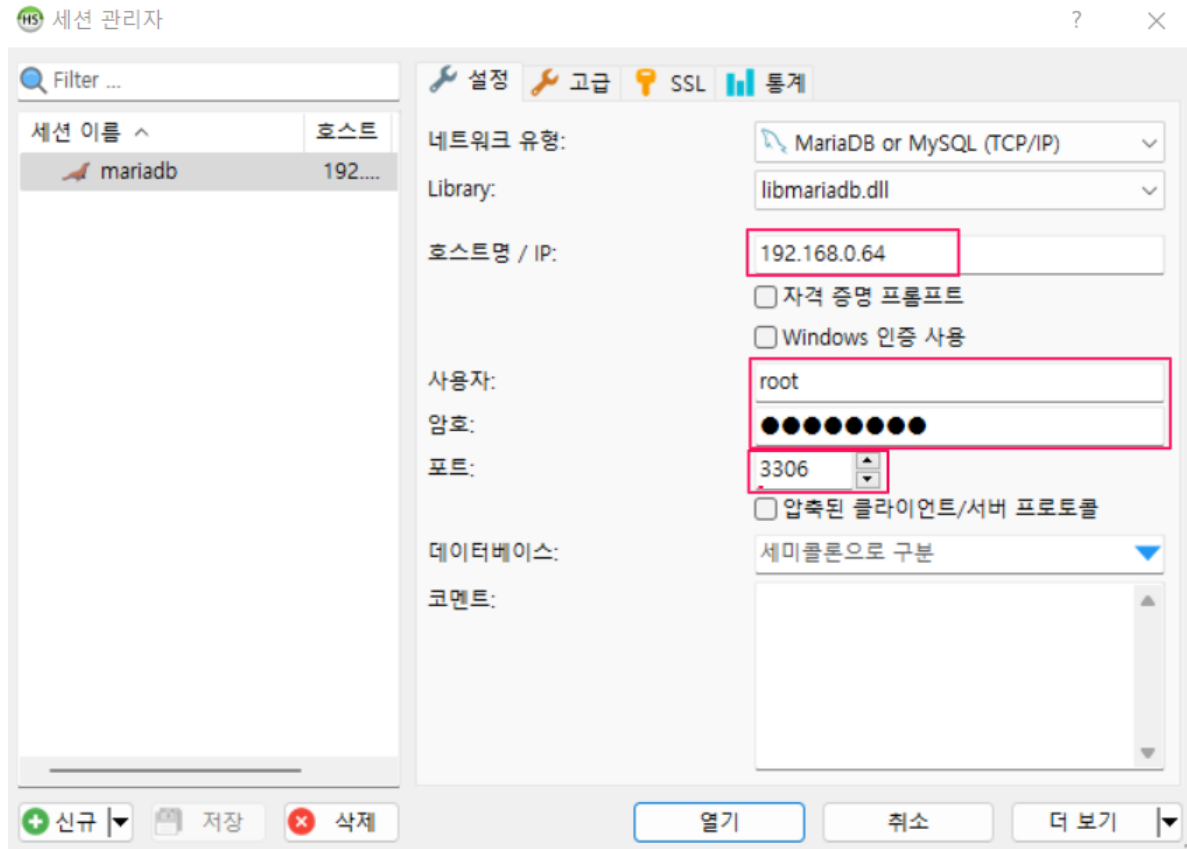 HS 세션 관리자 ?
Filter ...
세션 이름 호스트
mariadb 192....
설정 고급 SSL 통계
네트워크 유형: MariaDB or MySQL (TCP/IP)
Library: libmariadb.dll
호스트명 / IP: 192.168.0.64
자격 증명 프롬프트
Windows 인증 사용
사용자: root
암호: ●●●●●●●●
포트: 3306
압축된 클라이언트/서버 프로토콜
데이터베이스: 세미콜론으로 구분
코멘트:
신규 저장 삭제 열기 취소 더 보기